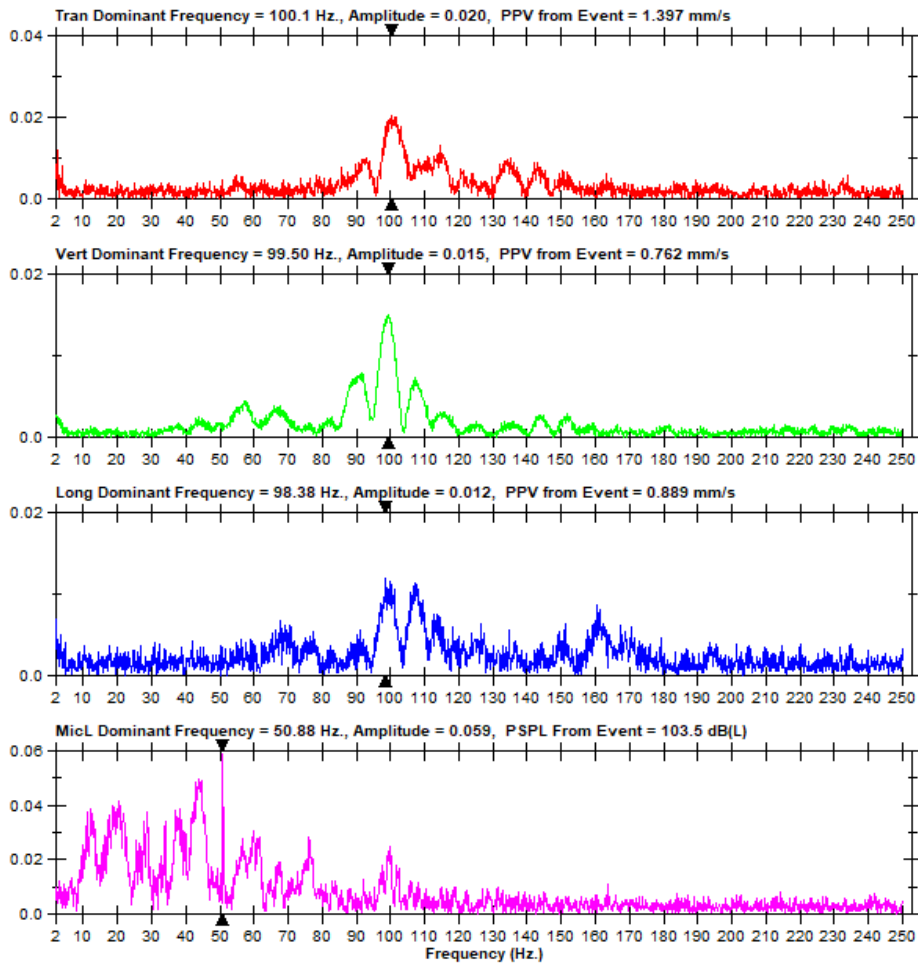 Tran Dominant Frequency = 100.1 Hz., Amplitude = 0.020, PPV from Event = 1.397 mm/s
0.04
0.02
0.0
2 10 20 30 40 50 60 70 80 90 100 110 120 130 140 150 160 170 180 190 200 210 220 230 240 250
Vert Dominant Frequency = 99.50 Hz., Amplitude = 0.015, PPV from Event = 0.762 mm/s
0.02
0.0
2 10 20 30 40 50 60 70 80 90 100 110 120 130 140 150 160 170 180 190 200 210 220 230 240 250
Long Dominant Frequency = 98.38 Hz., Amplitude = 0.012, PPV from Event = 0.889 mm/s
0.02
0.0
2 10 20 30 40 50 60 70 80 90 100 110 120 130 140 150 160 170 180 190 200 210 220 230 240 250
MicL Dominant Frequency = 50.88 Hz., Amplitude = 0.059, PSPL From Event = 103.5 dB(L)
0.06
0.04
0.02
0.0
2 10 20 30 40 50 60 70 80 90 100 110 120 130 140 150 160 170 180 190 200 210 220 230 240 250
Frequency (Hz.)